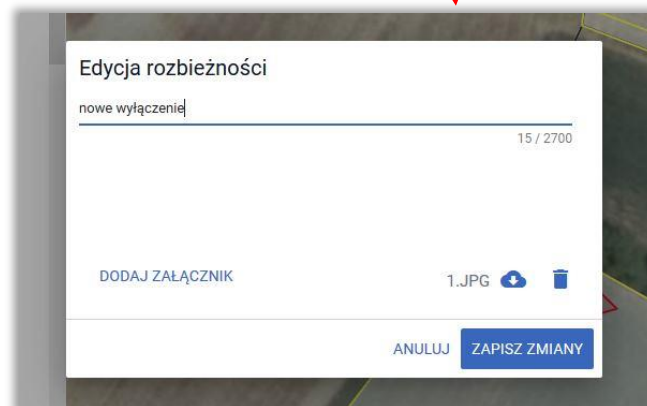 Edycja rozbieżności
nowe wyłączenie
15 / 2700
DODAJ ZAŁĄCZNIK 1.JPG
ANULUJ ZAPISZ ZMIANY